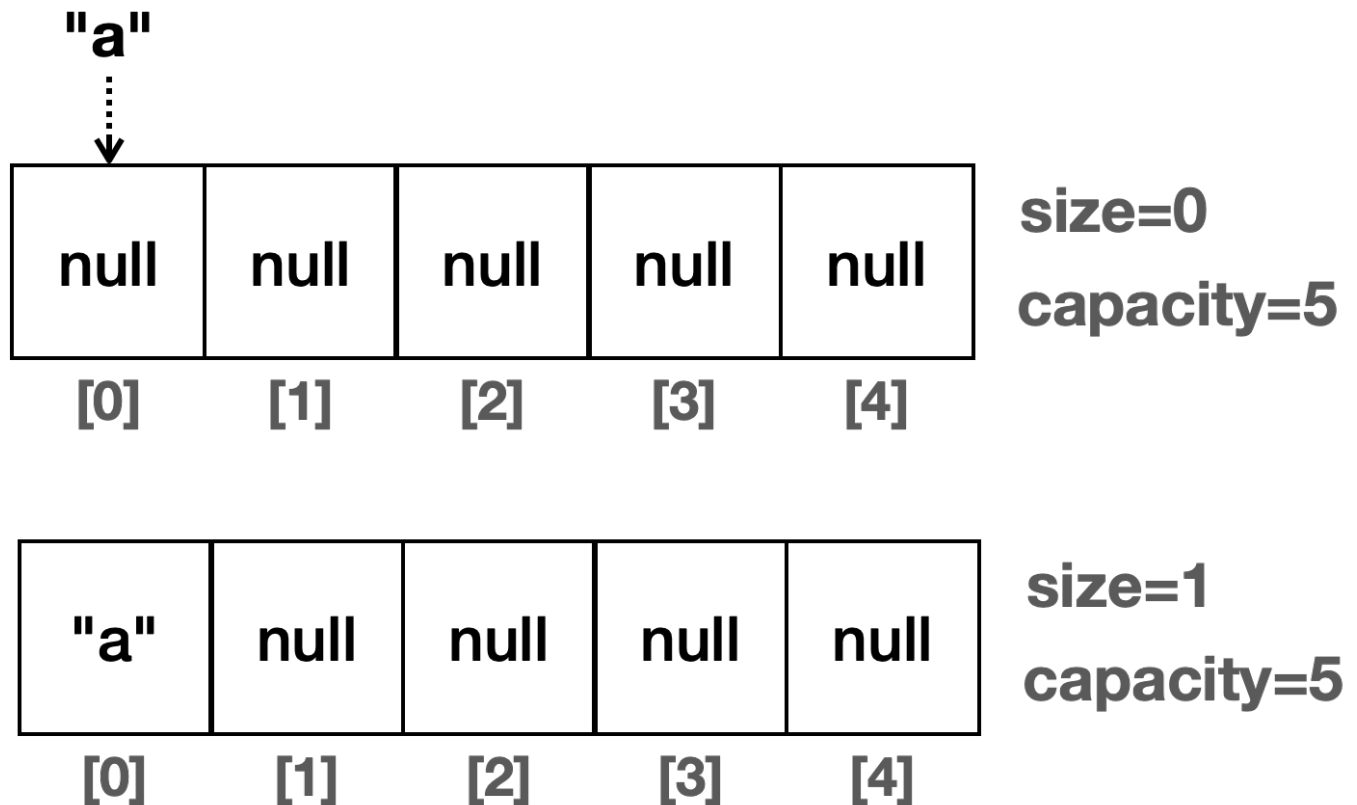 "a"
null null null null null
size=0
capacity=5
[0] [1] [2] [3] [4]
"a" null null null null
size=1
capacity=5
[0] [1] [2] [3] [4]